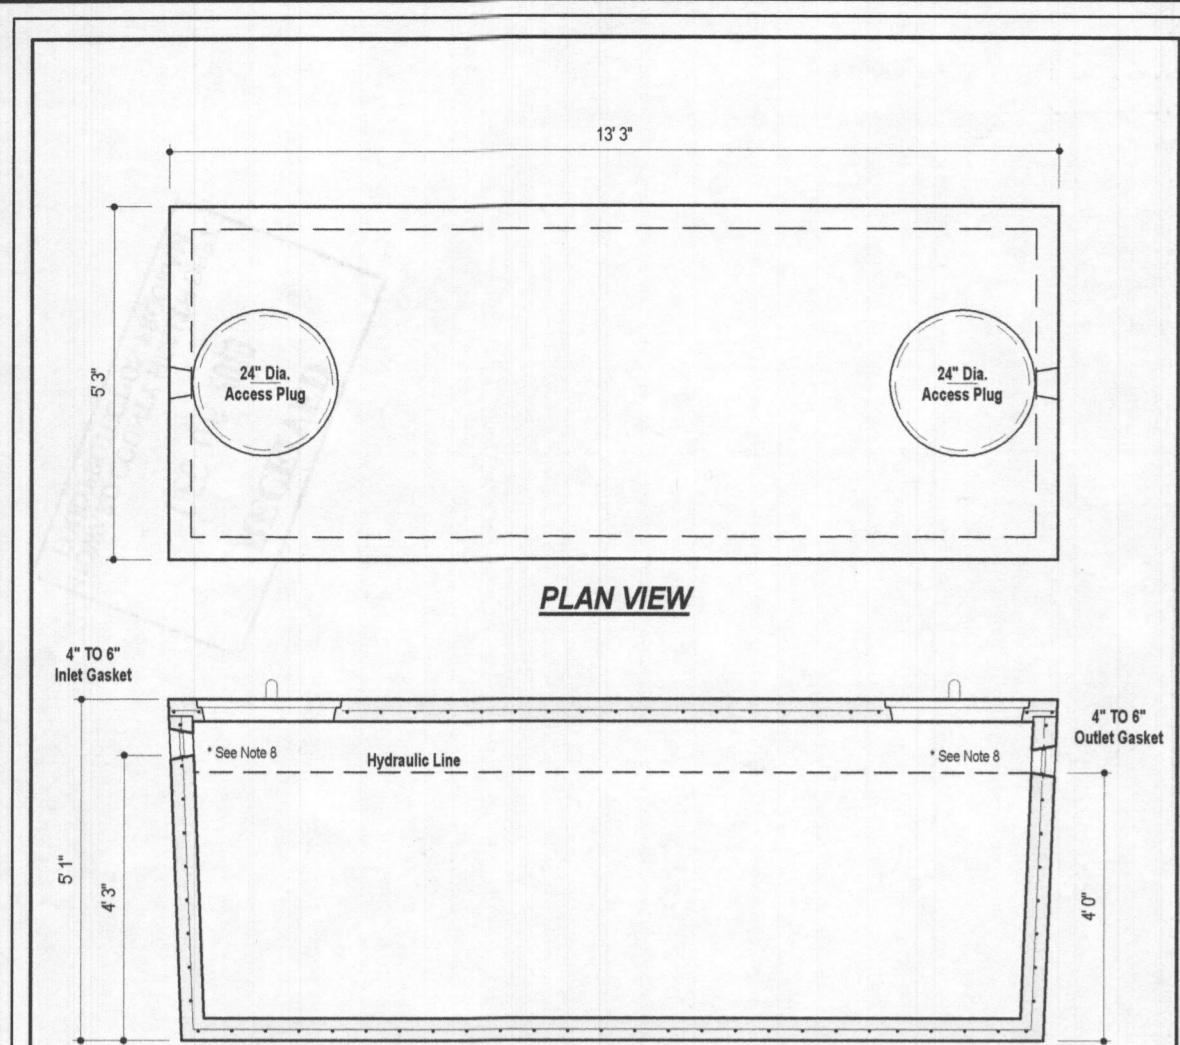 13' 3"
5' 3"
24" Dia.
Access Plug
24" Dia.
Access Plug
PLAN VIEW
4" TO 6"
Inlet Gasket
4" TO 6"
Outlet Gasket
* See Note 8
Hydraulic Line
* See Note 8
5' 1"
4' 3"
4' 0"
RECEIVED